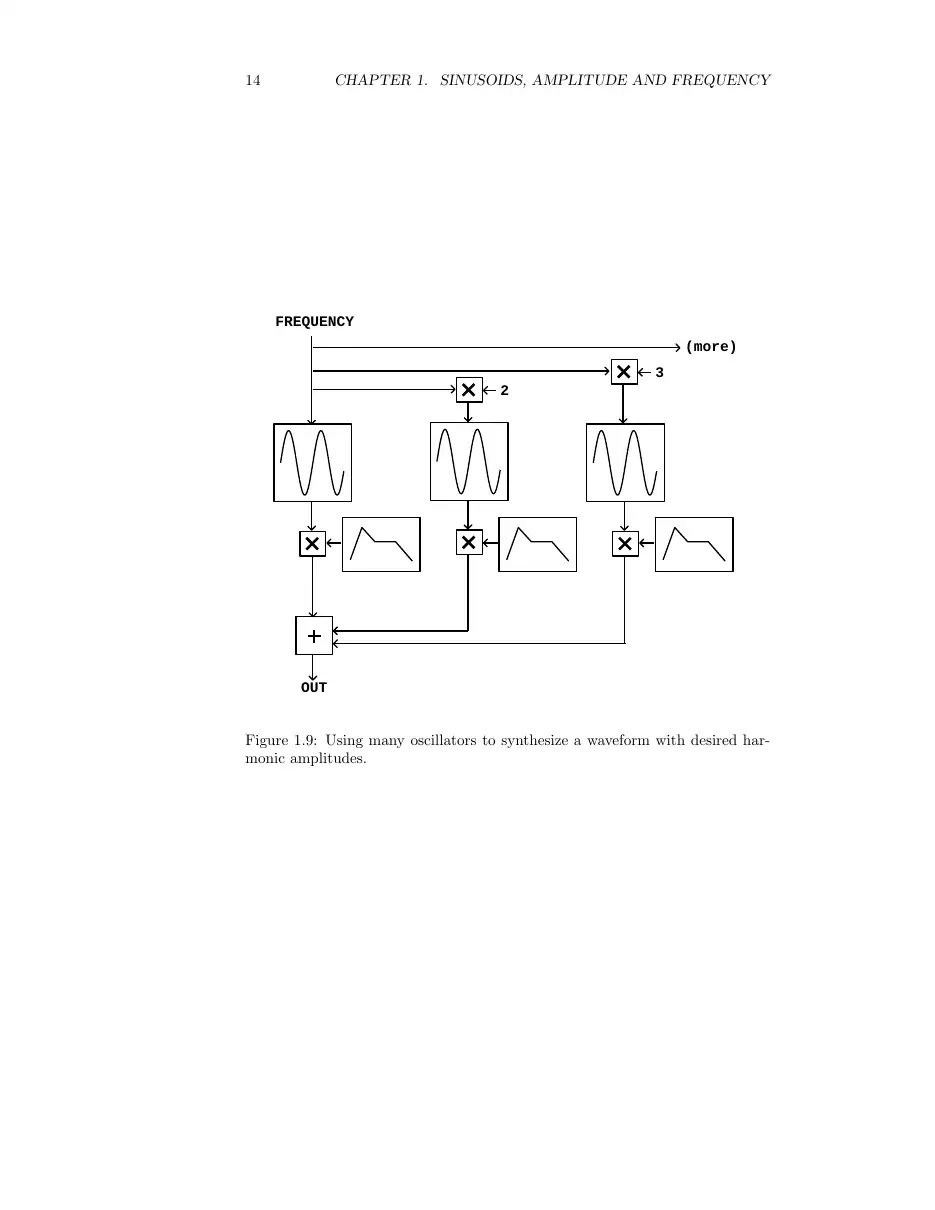 14 CHAPTER 1. SINUSOIDS, AMPLITUDE AND FREQUENCY
FREQUENCY
(more)
3
2
OUT
Figure 1.9: Using many oscillators to synthesize a waveform with desired har-
monic amplitudes.